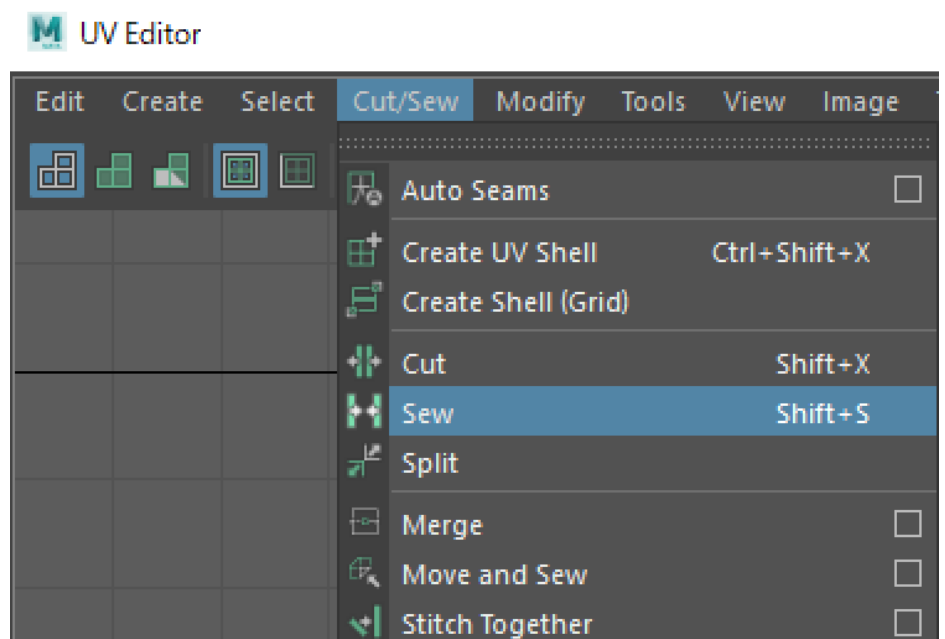 UV Editor
Edit Create Select Cut/Sew Modify Tools View Image
Auto Seams
Create UV Shell Ctrl+Shift+X
Create Shell (Grid)
Cut Shift+X
Sew Shift+S
Split
Merge
Move and Sew
Stitch Together